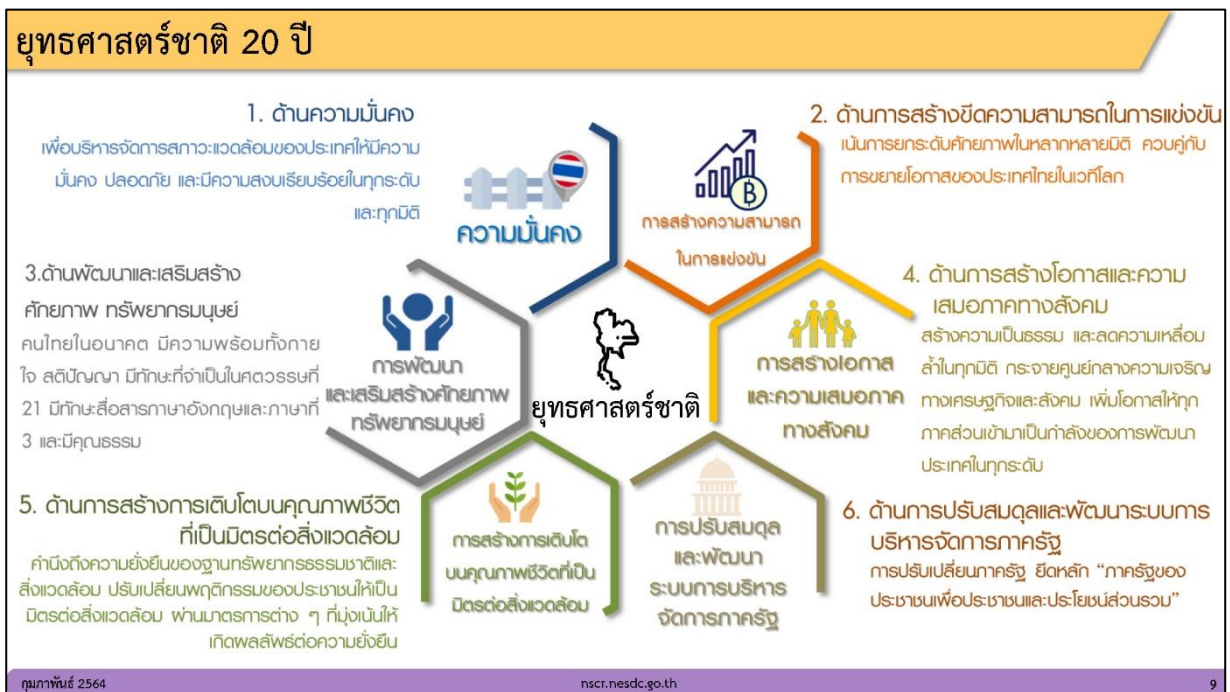 ยุทธศาสตร์ชาติ 20 ปี
1. ด้านความมั่นคง
เพื่อบริหารจัดการสภาวะแวดล้อมของประเทศให้มีความ
มั่นคง ปลอดภัย และมีความสงบเรียบร้อยในทุกระดับ
และทุกมิติ
ความมั่นคง
การสร้างความสามารถ
ในการแข่งขัน
2. ด้านการสร้างขีดความสามารถในการแข่งขัน
เน้นการยกระดับศักยภาพในหลากหลายมิติ ควบคู่กับ
การขยายโอกาสของประเทศไทยในเวทีโลก
3.ด้านพัฒนาและเสริมสร้าง
ศักยภาพ ทรัพยากรมนุษย์
คนไทยในอนาคต มีความพร้อมทั้งกาย
ใจ สติปัญญา มีทักษะที่จำเป็นในศตวรรษที่
21 มีทักษะสื่อสารภาษาอังกฤษและภาษาที่
3 และมีคุณธรรม
การพัฒนา
และเสริมสร้างศักยภาพ
ทรัพยากรมนุษย์
ยุทธศาสตร์ชาติ
การสร้างโอกาส
และความเสมอภาค
ทางสังคม
4. ด้านการสร้างโอกาสและความ
เสมอภาคทางสังคม
สร้างความเป็นธรรม และลดความเหลื่อม
ล้ำในทุกมิติ กระจายศูนย์กลางความเจริญ
ทางเศรษฐกิจและสังคม เพิ่มโอกาสให้ทุก
ภาคส่วนเข้ามาเป็นกำลังของการพัฒนา
ประเทศในทุกระดับ
5. ด้านการสร้างการเติบโตบนคุณภาพชีวิต
ที่เป็นมิตรต่อสิ่งแวดล้อม
คำนึงถึงความยั่งยืนของฐานทรัพยากรธรรมชาติและ
สิ่งแวดล้อม ปรับเปลี่ยนพฤติกรรมของประชาชนให้เป็น
มิตรต่อสิ่งแวดล้อม ผ่านมาตรการต่าง ๆ ที่มุ่งเน้นให้
เกิดผลลัพธ์ต่อความยั่งยืน
การสร้างการเติบโต
บนคุณภาพชีวิตที่เป็น
มิตรต่อสิ่งแวดล้อม
การปรับสมดุล
และพัฒนา
ระบบการบริหาร
จัดการภาครัฐ
6. ด้านการปรับสมดุลและพัฒนาระบบการ
บริหารจัดการภาครัฐ
การปรับเปลี่ยนภาครัฐ ยึดหลัก “ภาครัฐของ
ประชาชนเพื่อประชาชนและประโยชน์ส่วนรวม”
กุมภาพันธ์ 2564
nscr.nesdc.go.th
9